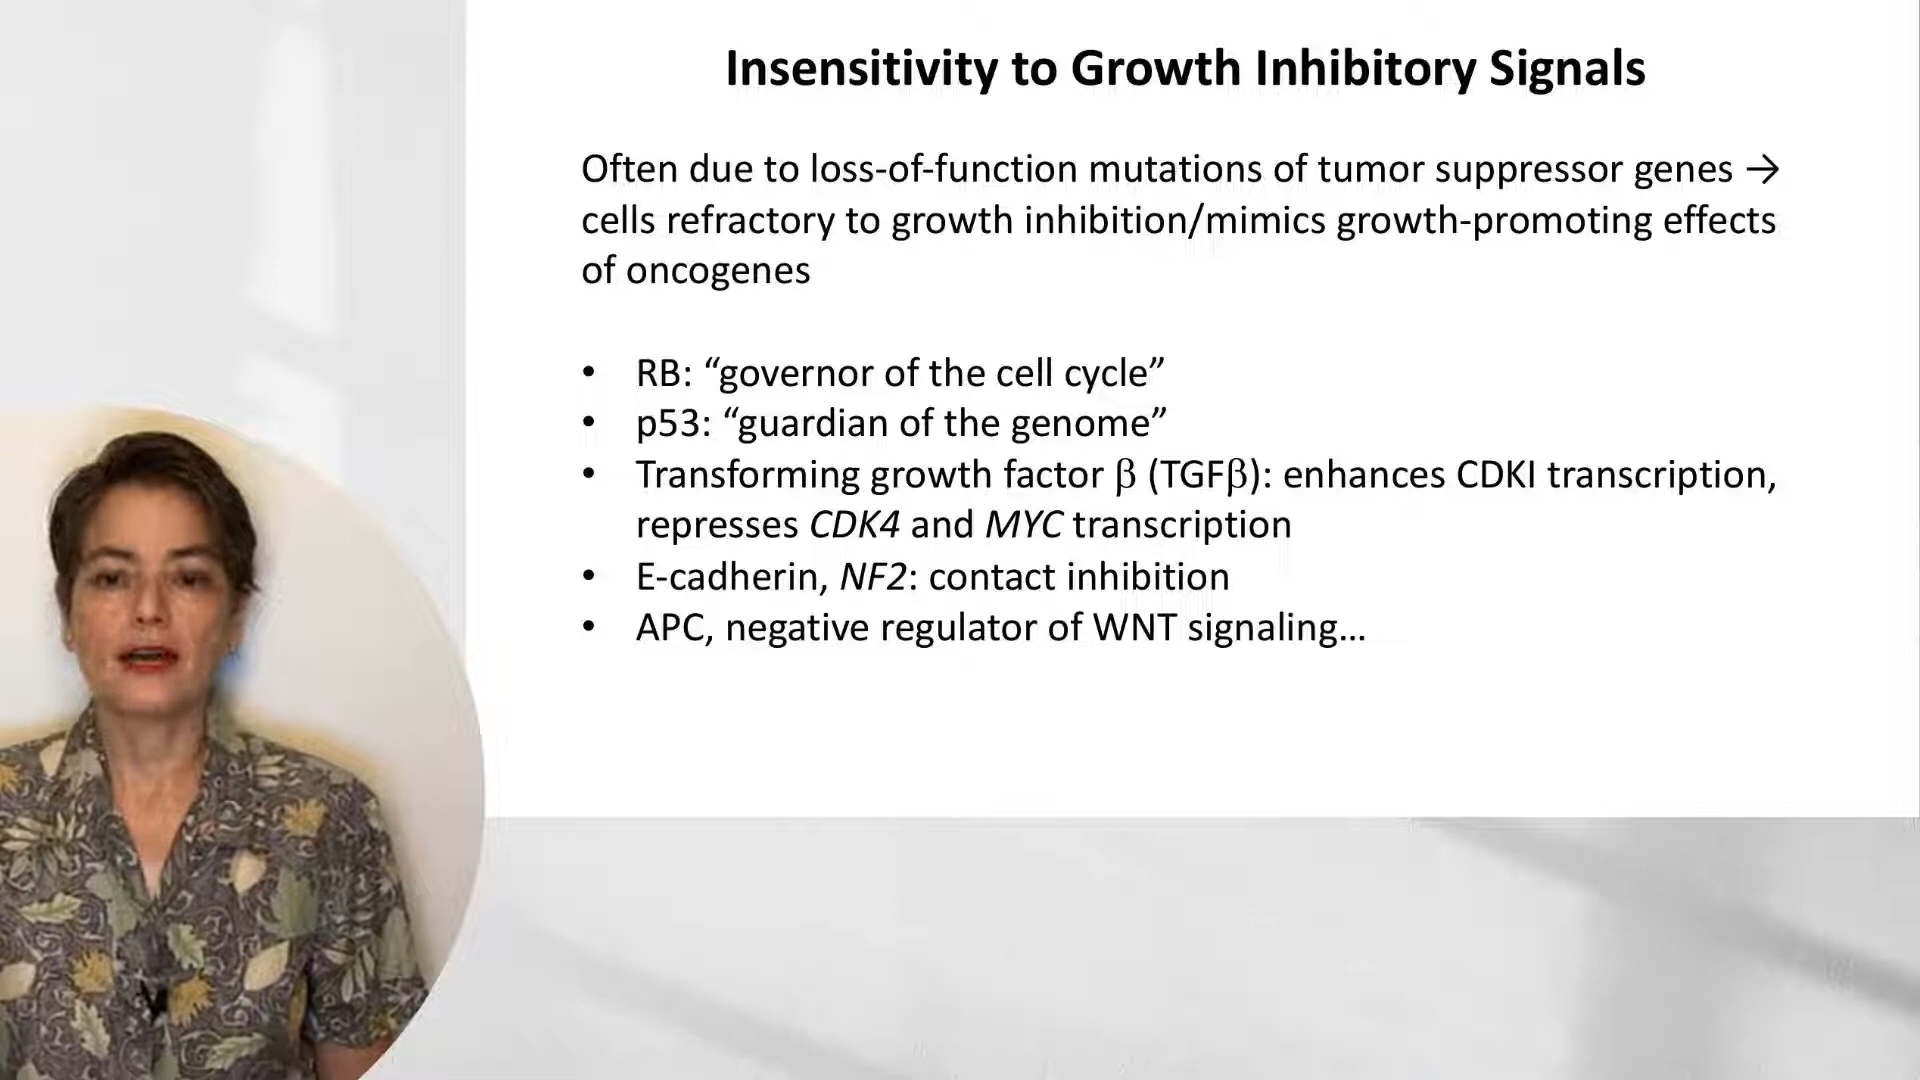 Insensitivity to Growth Inhibitory Signals
Often due to loss-of-function mutations of tumor suppressor genes →
cells refractory to growth inhibition/mimics growth-promoting effects
of oncogenes
• RB: “governor of the cell cycle”
• p53: “guardian of the genome”
• Transforming growth factor β (TGFβ): enhances CDKI transcription,
represses CDK4 and MYC transcription
• E-cadherin, NF2: contact inhibition
• APC, negative regulator of WNT signaling...